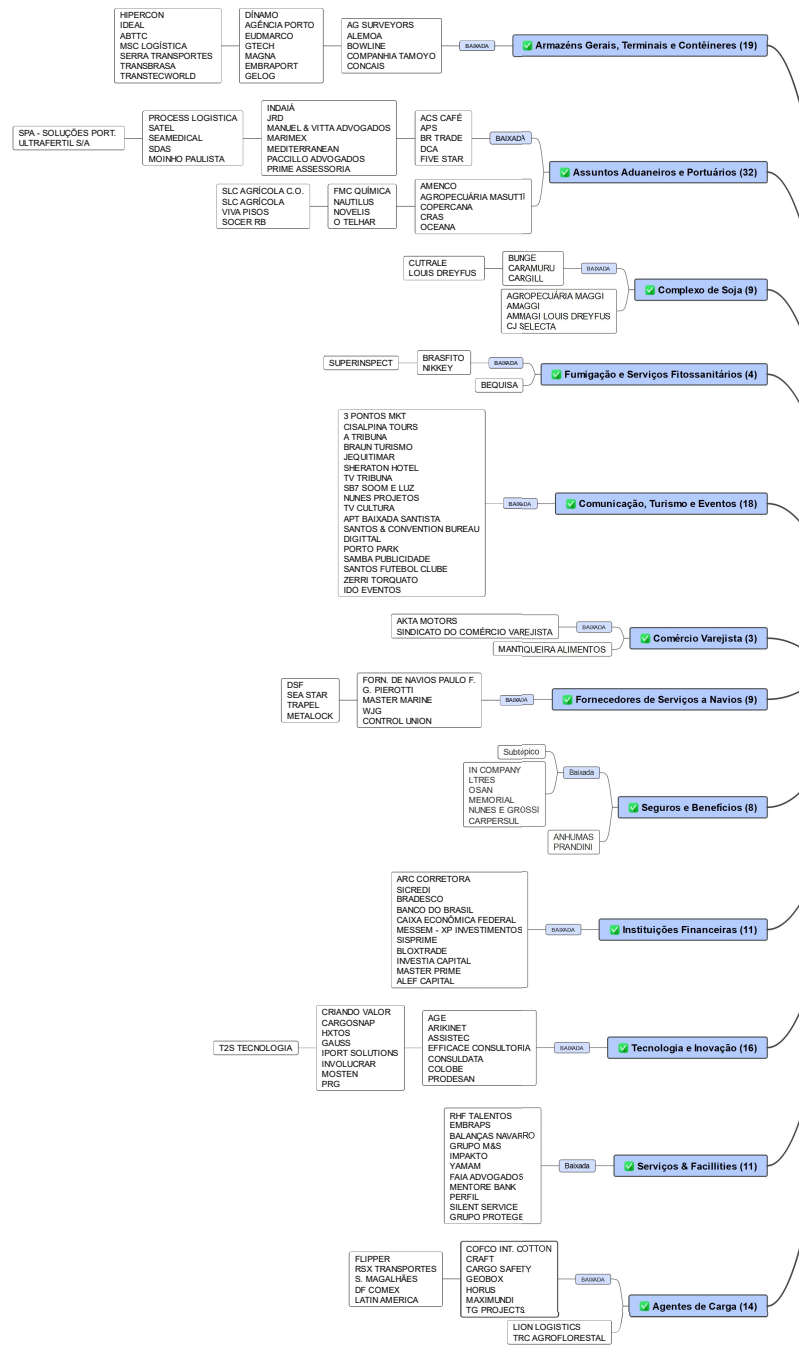 HIPERCON
IDEAL
ABTTC
MSC LOGÍSTICA
SERRA TRANSPORTES
TRANSBRASA
TRANSTECWORLD
DÍNAMO
AGÊNCIA PORTO
EUDMARCO
GTECH
MAGNA
EMBRAPORT
GELOG
AG SURVEYORS
ALEMOA
BOWLINE
COMPANHIA TAMOYO
CONCAIS
BAIXADA
Armazéns Gerais, Terminais e Contêineres (19)
SPA - SOLUÇÕES PORT.
ULTRAFERTIL S/A
PROCESS LOGISTICA
SATEL
SEAMEDICAL
SDAS
MOINHO PAULISTA
INDAIÁ
JRD
MANUEL & VITTA ADVOGADOS
MARIMEX
MEDITERRANEAN
PACCILLO ADVOGADOS
PRIME ASSESSORIA
ACS CAFÉ
APS
BR TRADE
DCA
FIVE STAR
BAIXADA
Assuntos Aduaneiros e Portuários (32)
SLC AGRÍCOLA C.O.
SLC AGRÍCOLA
VIVA PISOS
SOCER RB
FMC QUÍMICA
NAUTILUS
NOVELIS
O TELHAR
AMENCO
AGROPECUÁRIA MASUTTI
COPERCANA
CRAS
OCEANA
CUTRALE
LOUIS DREYFUS
BUNGE
CARAMURU
CARGILL
BAIXADA
Complexo de Soja (9)
AGROPECUÁRIA MAGGI
AMAGGI
AMMAGI LOUIS DREYFUS
CJ SELECTA
SUPERINSPECT
BRASFITO
NIKKEY
BAIXADA
Fumigação e Serviços Fitossanitários (4)
BEQUISA
3 PONTOS MKT
CISALPINA TOURS
A TRIBUNA
BRAUN TURISMO
JEQUITIMAR
SHERATON HOTEL
TV TRIBUNA
SB7 SOOM E LUZ
NUNES PROJETOS
TV CULTURA
APT BAIXADA SANTISTA
SANTOS & CONVENTION BUREAU
DIGITTAL
PORTO PARK
SAMBA PUBLICIDADE
SANTOS FUTEBOL CLUBE
ZERRI TORQUATO
IDO EVENTOS
BAIXADA
Comunicação, Turismo e Eventos (18)
AKTA MOTORS
SINDICATO DO COMÉRCIO VAREJISTA
BAIXADA
Comércio Varejista (3)
MANTIQUEIRA ALIMENTOS
DSF
SEA STAR
TRAPEL
METALOCK
FORN. DE NAVIOS PAULO F.
G. PIEROTTI
MASTER MARINE
WJG
CONTROL UNION
BAIXADA
Fornecedores de Serviços a Navios (9)
Subtópico
IN COMPANY
LTRES
OSAN
MEMORIAL
NUNES E GROSSI
CARPERSUL
Baixada
Seguros e Benefícios (8)
ANHUMAS
PRANDINI
ARC CORRETORA
SICREDI
BRADESCO
BANCO DO BRASIL
CAIXA ECONÔMICA FEDERAL
MESSEM - XP INVESTIMENTOS
SISPRIME
BLOXTRADE
INVESTIA CAPITAL
MASTER PRIME
ALEF CAPITAL
BAIXADA
Instituições Financeiras (11)
T2S TECNOLOGIA
CRIANDO VALOR
CARGOSNAP
HXTOS
GAUSS
IPORT SOLUTIONS
INVOLUCRAR
MOSTEN
PRG
AGE
ARIKINET
ASSISTEC
EFFICACE CONSULTORIA
CONSULDATA
COLOBE
PRODESAN
BAIXADA
Tecnologia e Inovação (16)
RHF TALENTOS
EMBRAPS
BALANÇAS NAVARRO
GRUPO M&S
IMPAKTO
YAMAM
FAIA ADVOGADOS
MENTORE BANK
PERFIL
SILENT SERVICE
GRUPO PROTEGE
Baixada
Serviços & Facillities (11)
FLIPPER
RSX TRANSPORTES
S. MAGALHÃES
DF COMEX
LATIN AMERICA
COFCO INT. COTTON
CRAFT
CARGO SAFETY
GEOBOX
HORUS
MAXIMUNDI
TG PROJECTS
BAIXADA
Agentes de Carga (14)
LION LOGISTICS
TRC AGROFLORESTAL